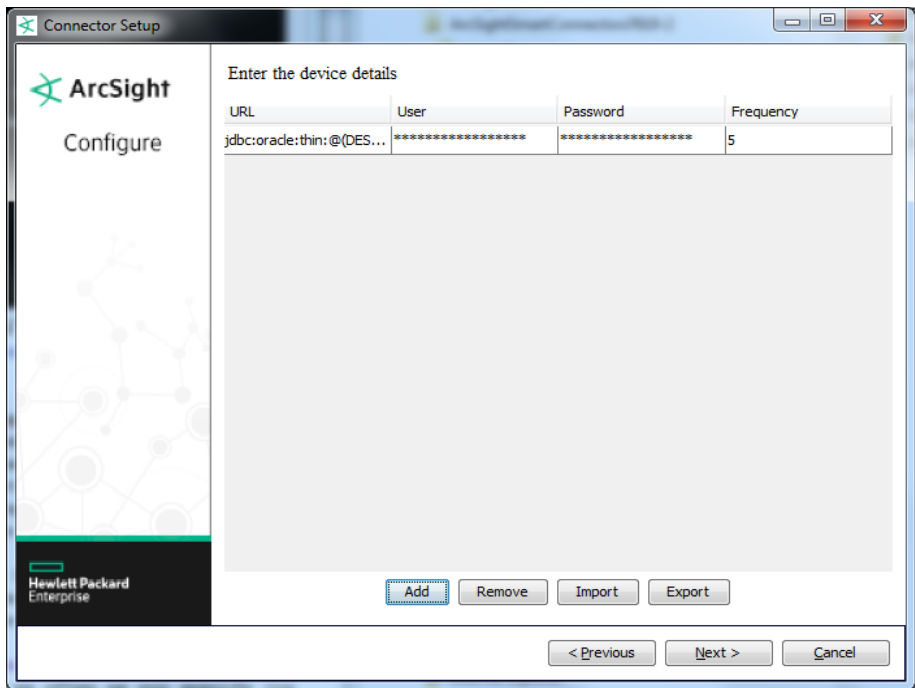 Connector Setup
ArcSight
Configure
Enter the device details
URL User Password Frequency
jdbc:oracle:thin:@(DES... ***************** ***************** 5
Add Remove Import Export
Hewlett Packard
Enterprise
< Previous Next > Cancel